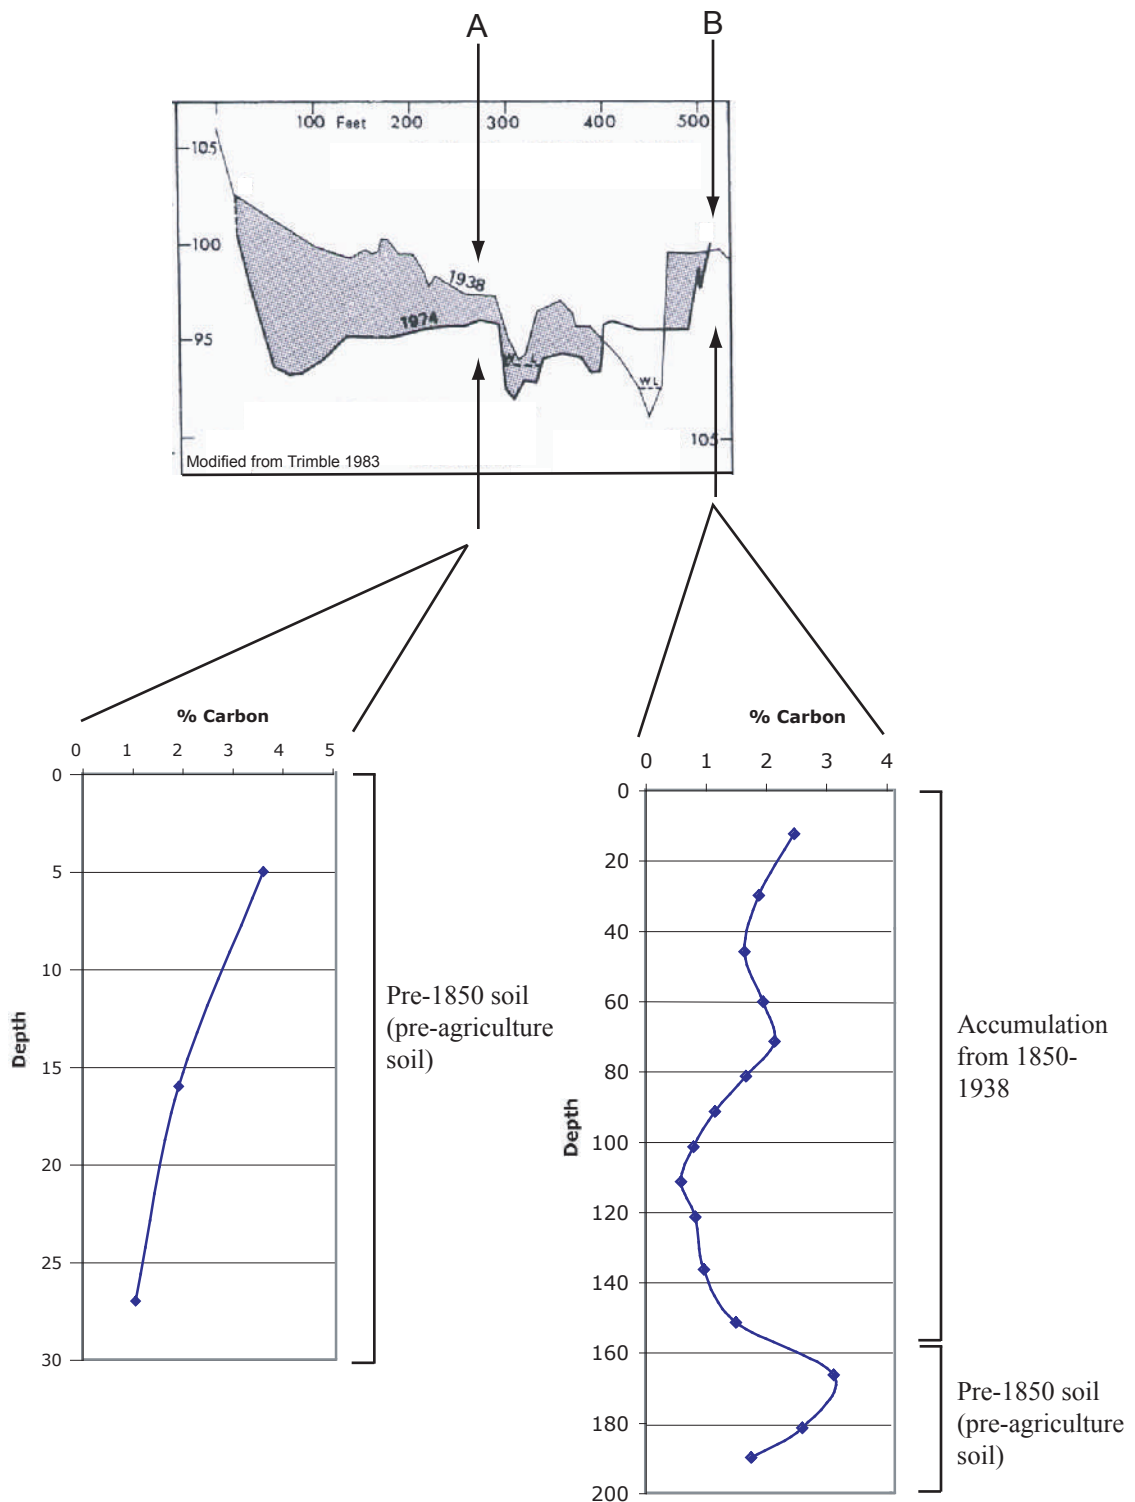 A
B
100 Feet 200 300 400 500
105
100
95
1938
1974
W L
WL
105
Modified from Trimble 1983
% Carbon
0 1 2 3 4 5
0
5
10
15
20
25
30
Depth
Pre-1850 soil
(pre-agriculture
soil)
% Carbon
0 1 2 3 4
0
20
40
60
80
100
120
140
160
180
200
Depth
Accumulation
from 1850-
1938
Pre-1850 soil
(pre-agriculture
soil)